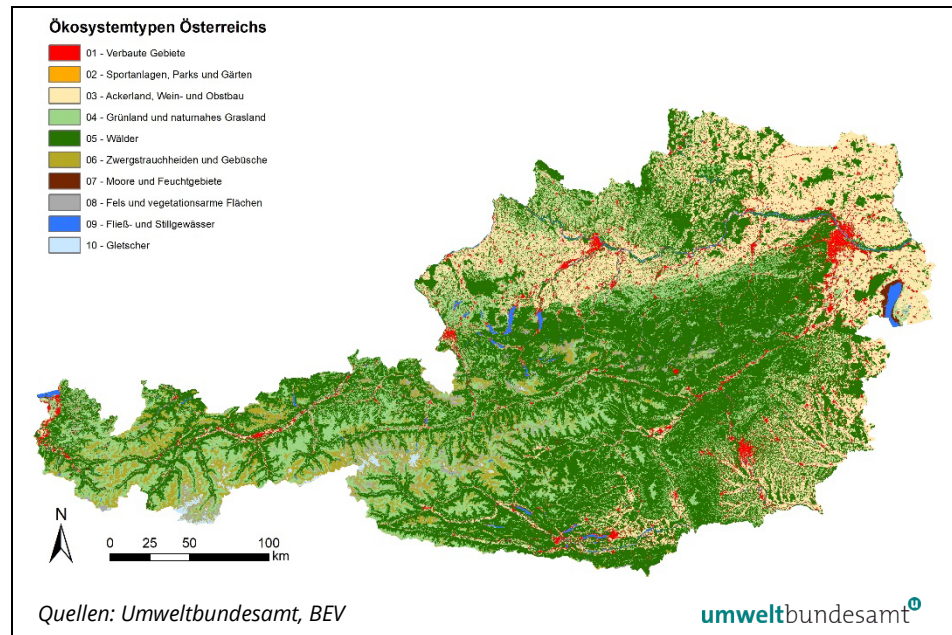 Ökosystemtypen Österreichs
01 - Verbaute Gebiete
02 - Sportanlagen, Parks und Gärten
03 - Ackerland, Wein- und Obstbau
04 - Grünland und naturnahes Grasland
05 - Wälder
06 - Zwergstrauchheiden und Gebüsche
07 - Moore und Feuchtgebiete
08 - Fels und vegetationsarme Flächen
09 - Fließ- und Stillgewässer
10 - Gletscher
N
0 25 50 100
km
Quellen: Umweltbundesamt, BEV
umweltbundesamt